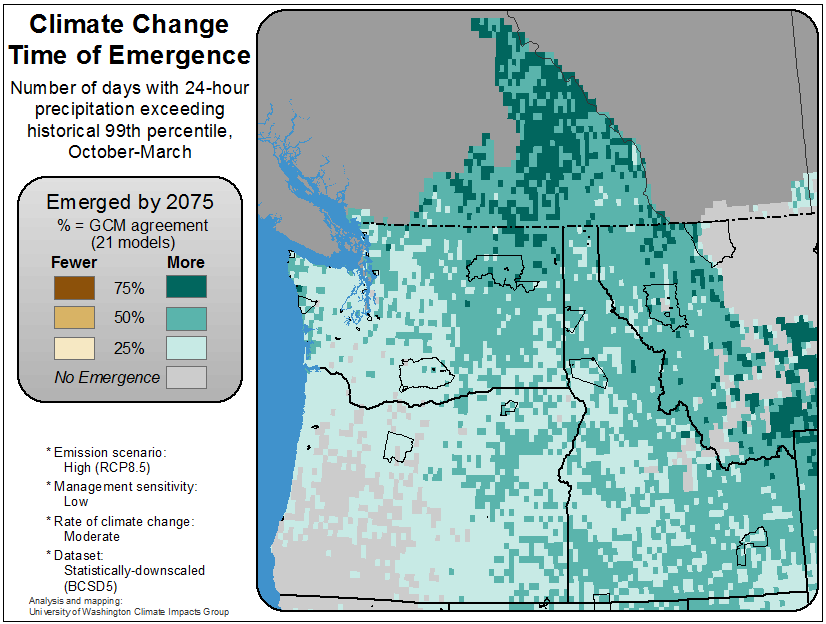 Climate Change
Time of Emergence
Number of days with 24-hour
precipitation exceeding
historical 99th percentile,
October-March
Emerged by 2075
% = GCM agreement
(21 models)
Fewer More
75%
50%
25%
No Emergence
* Emission scenario:
High (RCP8.5)
* Management sensitivity:
Low
* Rate of climate change:
Moderate
* Dataset:
Statistically-downscaled
(BCSD5)
Analysis and mapping:
University of Washington Climate Impacts Group